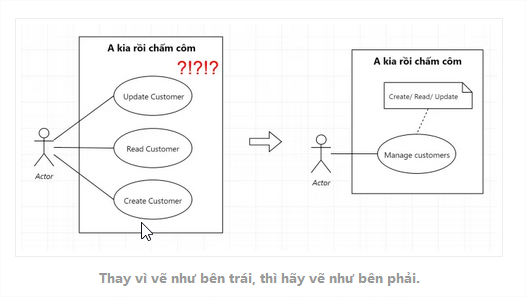 A kia rồi chấm côm
?!?!?
Update Customer
Read Customer
Create Customer
Actor
A kia rồi chấm côm
Create/ Read/ Update
Manage customers
Actor
Thay vì vẽ như bên trái, thì hãy vẽ như bên phải.